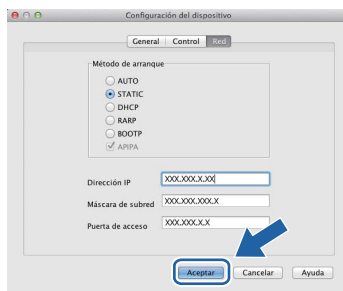 Configuración del dispositivo
General Control Red
Método de arranque
AUTO
STATIC
DHCP
RARP
BOOTP
APIPA
Dirección IP XXX.XXX.X.XX
Máscara de subred XXX.XXX.XXX.X
Puerta de acceso XXX.XXX.X.X
Aceptar Cancelar Ayuda